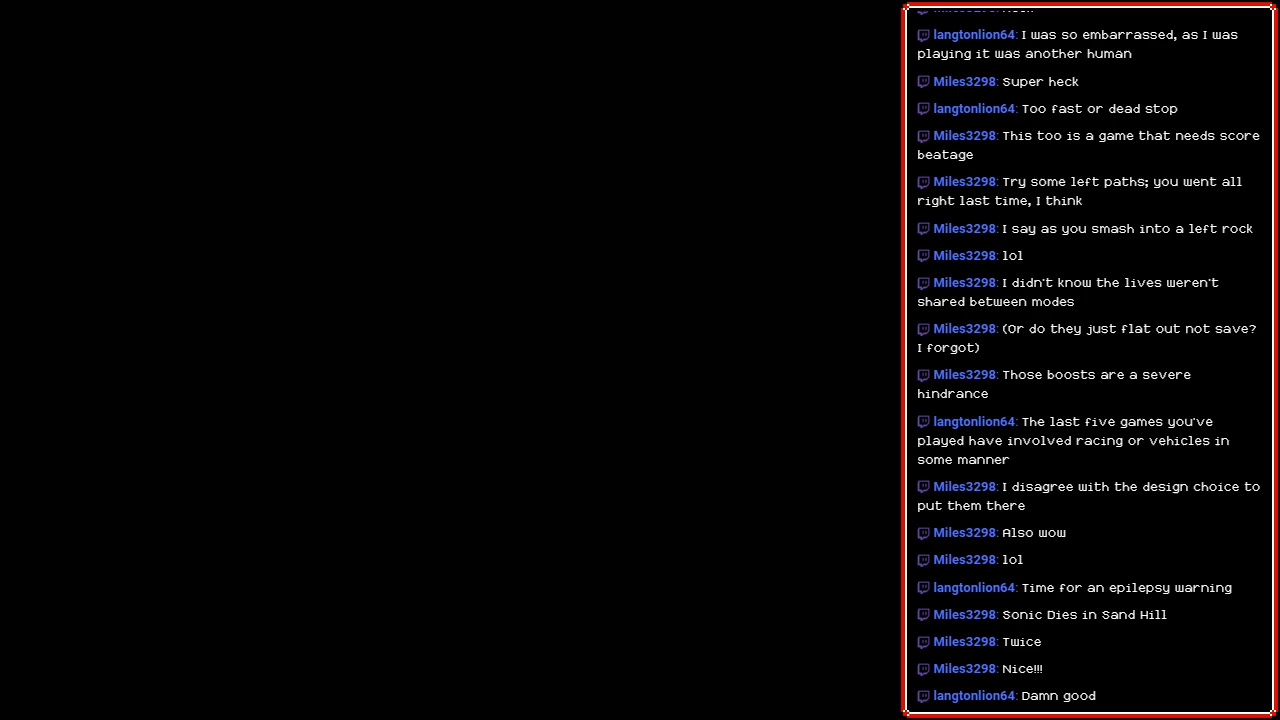 langtonlion64: I was so embarrassed, as I was
playing it was another human
Miles3298: Super heck
langtonlion64: Too fast or dead stop
Miles3298: This too is a game that needs score
beatage
Miles3298: Try some left paths; you went all
right last time, I think
Miles3298: I say as you smash into a left rock
Miles3298: lol
Miles3298: I didn't know the lives weren't
shared between modes
Miles3298: (Or do they just flat out not save?
I forgot)
Miles3298: Those boosts are a severe
hindrance
langtonlion64: The last five games you've
played have involved racing or vehicles in
some manner
Miles3298: I disagree with the design choice to
put them there
Miles3298: Also wow
Miles3298: lol
langtonlion64: Time for an epilepsy warning
Miles3298: Sonic Dies in Sand Hill
Miles3298: Twice
Miles3298: Nice!!!
langtonlion64: Damn good